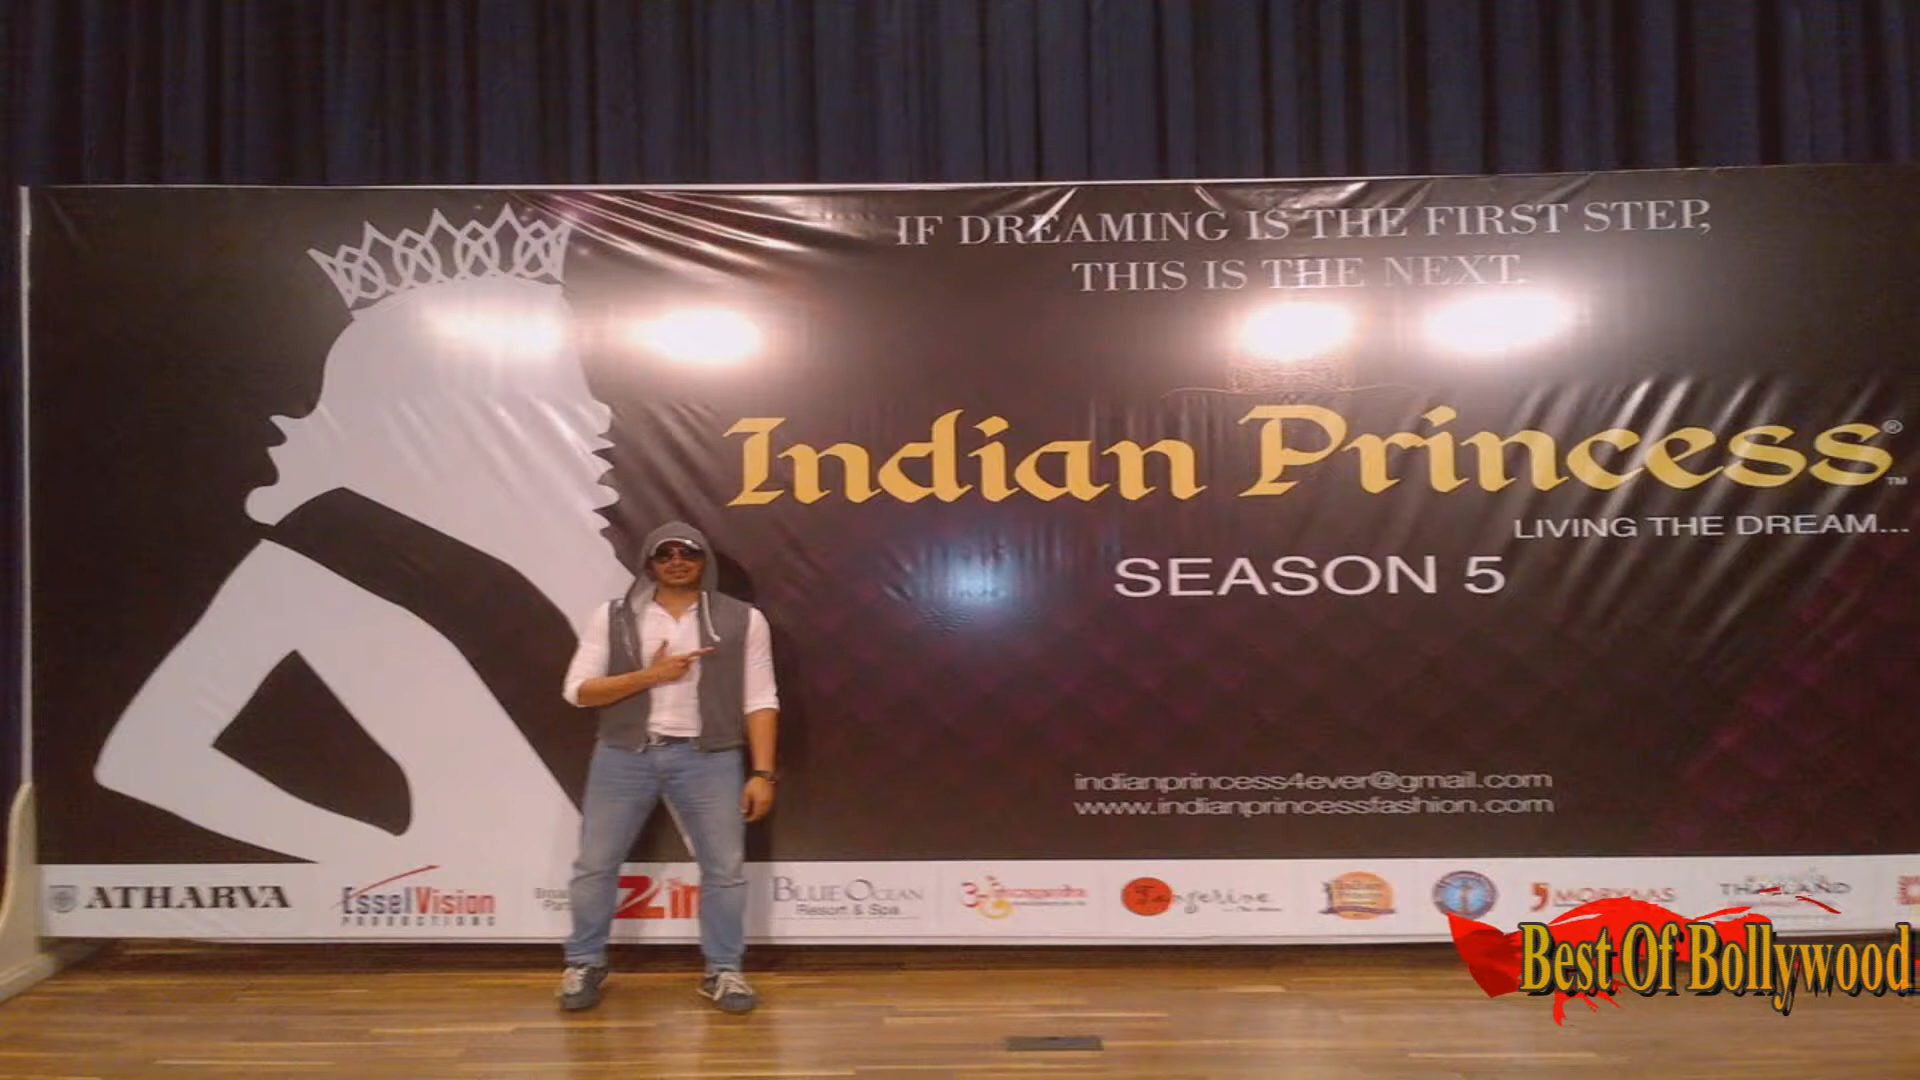 IF DREAMING IS THE FIRST STEP,
THIS IS THE NEXT.
Indian Princess®
TM
LIVING THE DREAM...
SEASON 5
indianprincess4ever@gmail.com
www.indianprincessfashion.com
ATHARVA
EsselVision
PRODUCTIONS
BLUE OCEAN
Resort & Spa
Tangerine
MORYAAS
THAILAND
Best Of Bollywood